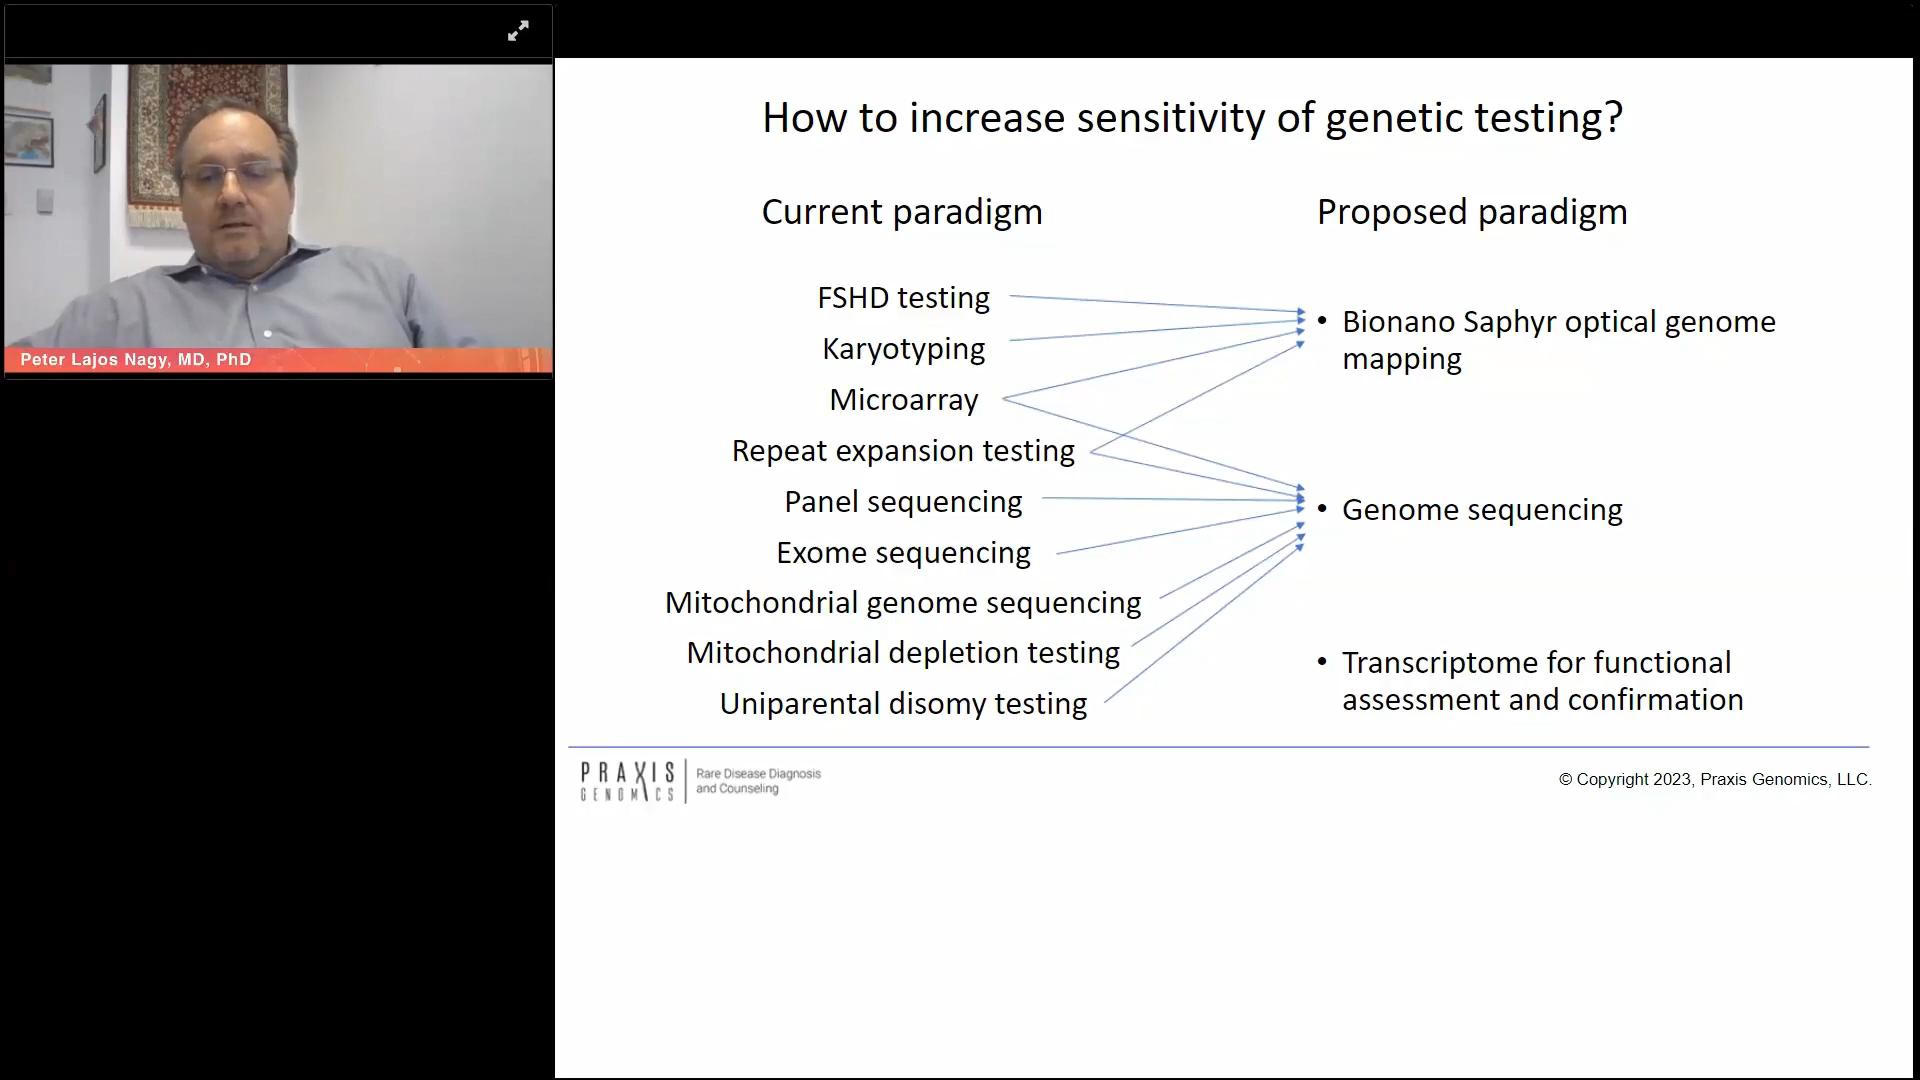 Peter Lajos Nagy, MD, PhD
How to increase sensitivity of genetic testing?
Current paradigm
FSHD testing
Karyotyping
Microarray
Repeat expansion testing
Panel sequencing
Exome sequencing
Mitochondrial genome sequencing
Mitochondrial depletion testing
Uniparental disomy testing
Proposed paradigm
• Bionano Saphyr optical genome
mapping
• Genome sequencing
• Transcriptome for functional
assessment and confirmation
PRAXIS
GENOMICS
Rare Disease Diagnosis
and Counseling
© Copyright 2023, Praxis Genomics, LLC.